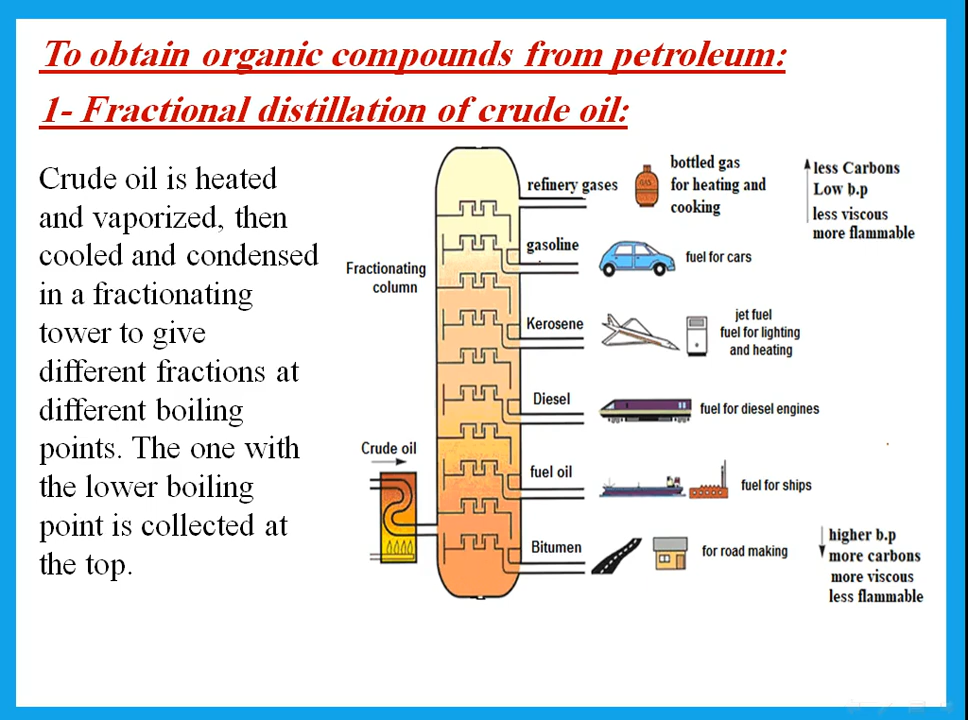 To obtain organic compounds from petroleum:
1- Fractional distillation of crude oil:
Crude oil is heated
and vaporized, then
cooled and condensed
in a fractionating
tower to give
different fractions at
different boiling
points. The one with
the lower boiling
point is collected at
the top.
Fractionating
column
Crude oil
refinery gases
GAS
bottled gas
for heating and
cooking
gasoline
fuel for cars
Kerosene
jet fuel
fuel for lighting
and heating
Diesel
fuel for diesel engines
fuel oil
fuel for ships
Bitumen
for road making
less Carbons
Low b.p
less viscous
more flammable
higher b.p
more carbons
more viscous
less flammable